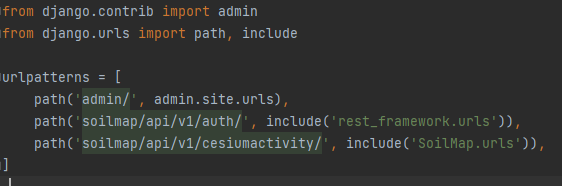 from django.contrib import admin
from django.urls import path, include
urlpatterns = [
path('admin/', admin.site.urls),
path('soilmap/api/v1/auth/', include('rest_framework.urls')),
path('soilmap/api/v1/cesiumactivity/', include('SoilMap.urls')),
]